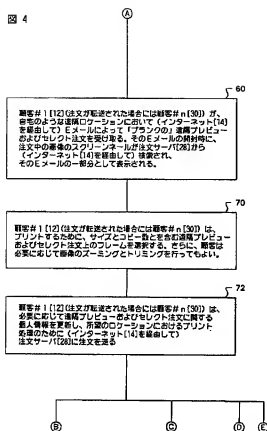 図 4
Ⓐ
60
顧客#1[12](注文が転送された場合には顧客#n[30])が、
自宅のような遠隔ロケーションにおいて(インターネット[14]
を経由して)Eメールによって「ブランクの」遠隔プレビュー
およびセレクト注文を受け取る。そのEメールの開封時に、
注文中の画像のスクリーンネールが注文サーバ[28]から
(インターネット[14]を経由して)検索され、
そのEメールの一部分として表示される。
70
顧客#1[12](注文が転送された場合には顧客#n[30])は、
プリントするために、サイズとコピー数とを含む遠隔プレビュー
およびセレクト注文上のフレームを選択する。さらに、顧客は
必要に応じて画像のズーミングとトリミングを行ってもよい。
72
顧客#1[12](注文が転送された場合には顧客#n[30])は、
必要に応じて遠隔プレビューおよびセレクト注文に関する
個人情報を更新し、所望のロケーションにおけるプリント
処理のために(インターネット[14]を経由して)
注文サーバ[28]に注文を送る
Ⓑ Ⓒ Ⓓ Ⓔ